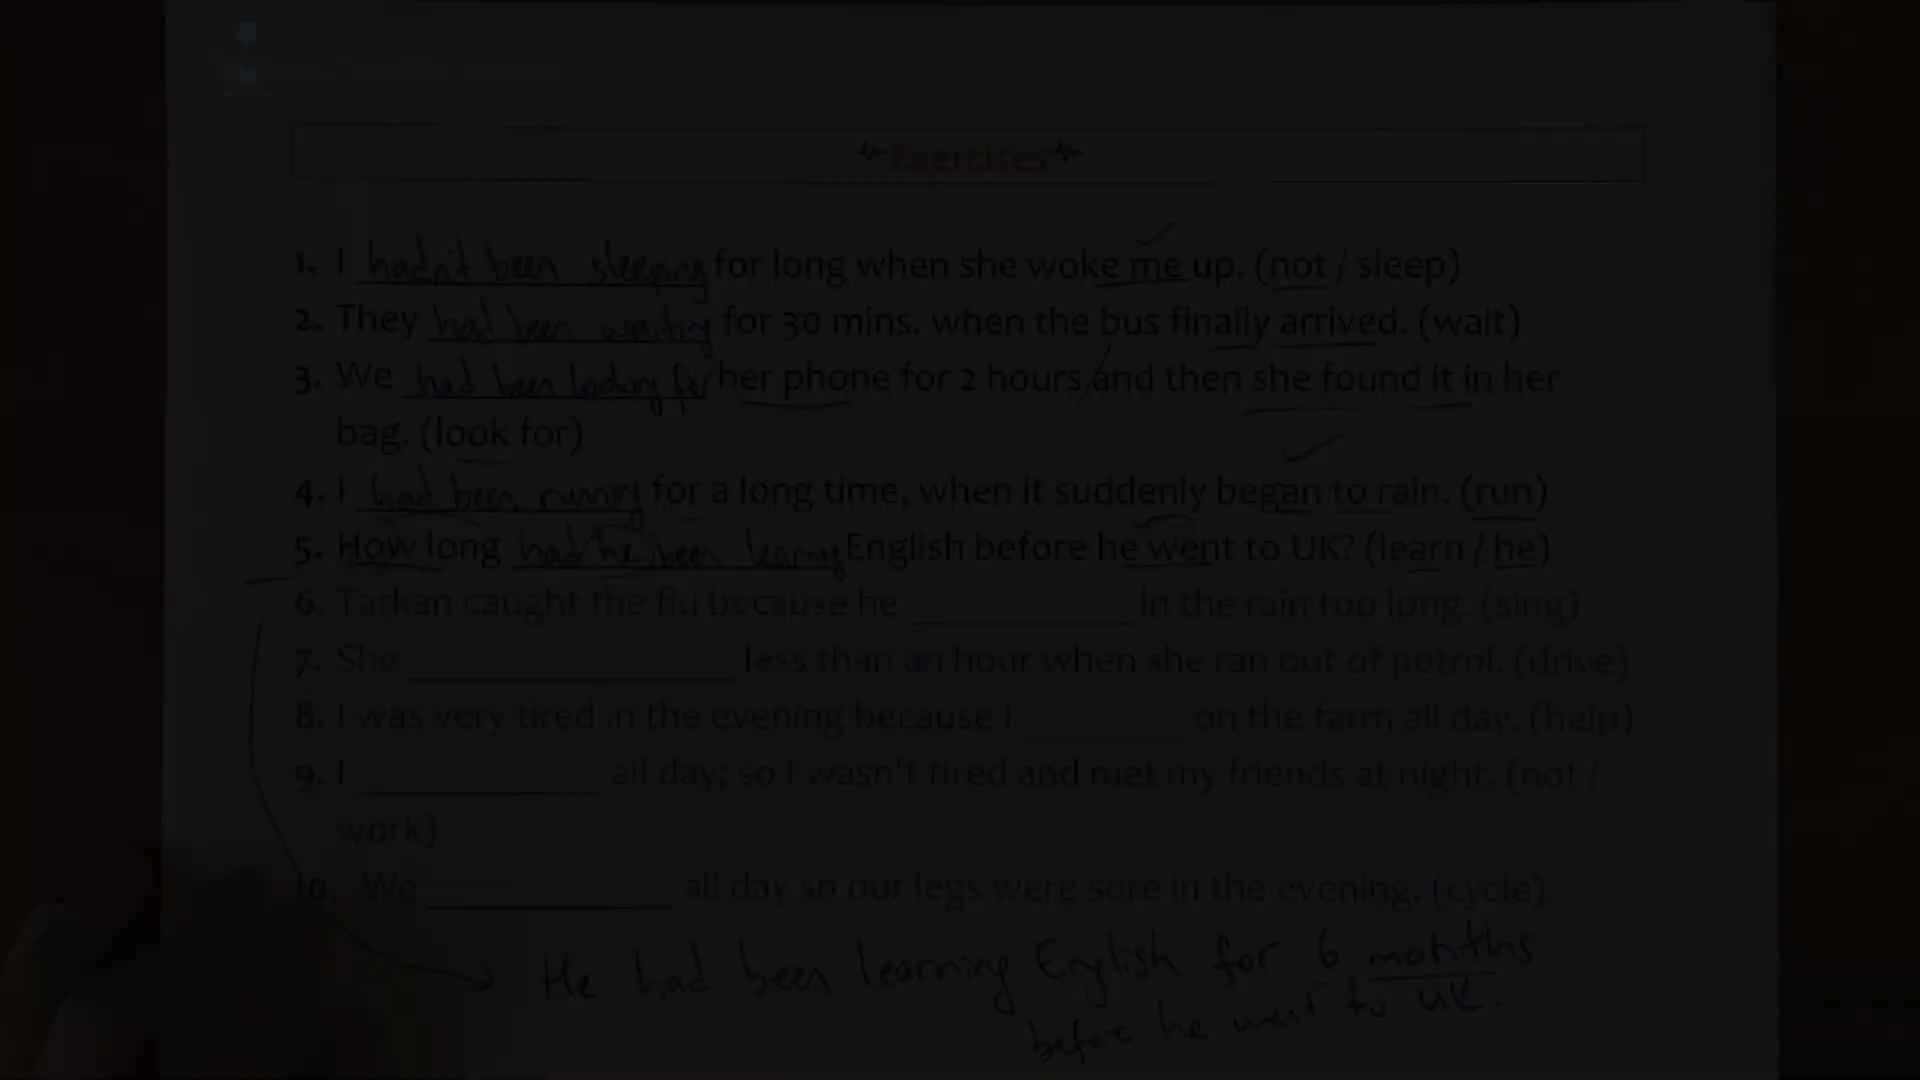 Exercises
1. I hadn't been sleeping for long when she woke me up. (not / sleep)
2. They had been waiting for 30 mins. when the bus finally arrived. (wait)
3. We had been looking for her phone for 2 hours and then she found it in her
bag. (look for)
4. I had been running for a long time, when it suddenly began to rain. (run)
5. How long had he been learning English before he went to UK? (learn / he)
6. Tarkan caught the flu because he ____________ in the rain too long. (sing)
7. She ________________ less than an hour when she ran out of petrol. (drive)
8. I was very tired in the evening because I ________ on the farm all day. (help)
9. I ____________ all day; so I wasn't tired and met my friends at night. (not /
work)
10. We ____________ all day so our legs were sore in the evening. (cycle)
He had been learning English for 6 months
before he went to UK.